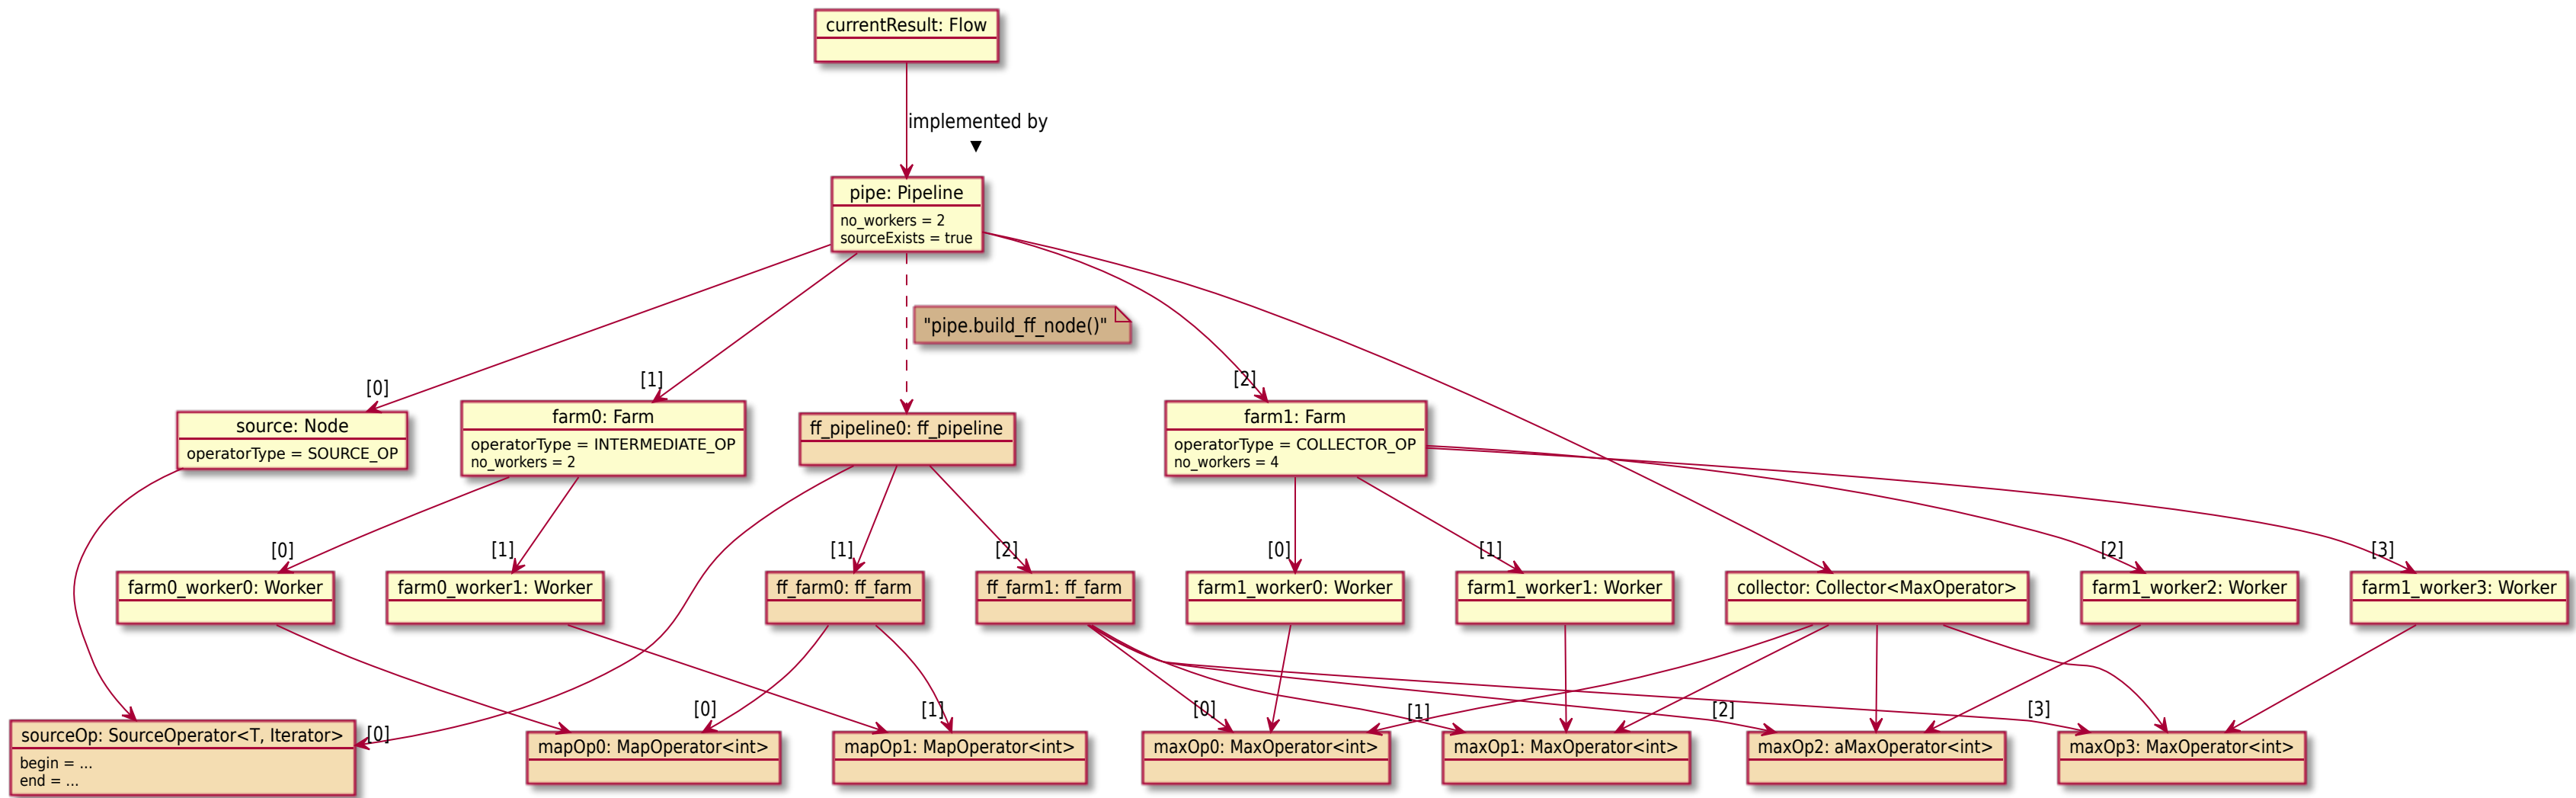 currentResult: Flow
implemented by
▼
pipe: Pipeline
no_workers = 2
sourceExists = true
"pipe.build_ff_node()"
[0]
[1]
[2]
source: Node
operatorType = SOURCE_OP
farm0: Farm
operatorType = INTERMEDIATE_OP
no_workers = 2
ff_pipeline0: ff_pipeline
farm1: Farm
operatorType = COLLECTOR_OP
no_workers = 4
[0]
[1]
[1]
[2]
[0]
[1]
[2]
[3]
farm0_worker0: Worker
farm0_worker1: Worker
ff_farm0: ff_farm
ff_farm1: ff_farm
farm1_worker0: Worker
farm1_worker1: Worker
collector: Collector<MaxOperator>
farm1_worker2: Worker
farm1_worker3: Worker
[0]
[0]
[1]
[0]
[1]
[2]
[3]
sourceOp: SourceOperator<T, Iterator>
begin = ...
end = ...
mapOp0: MapOperator<int>
mapOp1: MapOperator<int>
maxOp0: MaxOperator<int>
maxOp1: MaxOperator<int>
maxOp2: aMaxOperator<int>
maxOp3: MaxOperator<int>